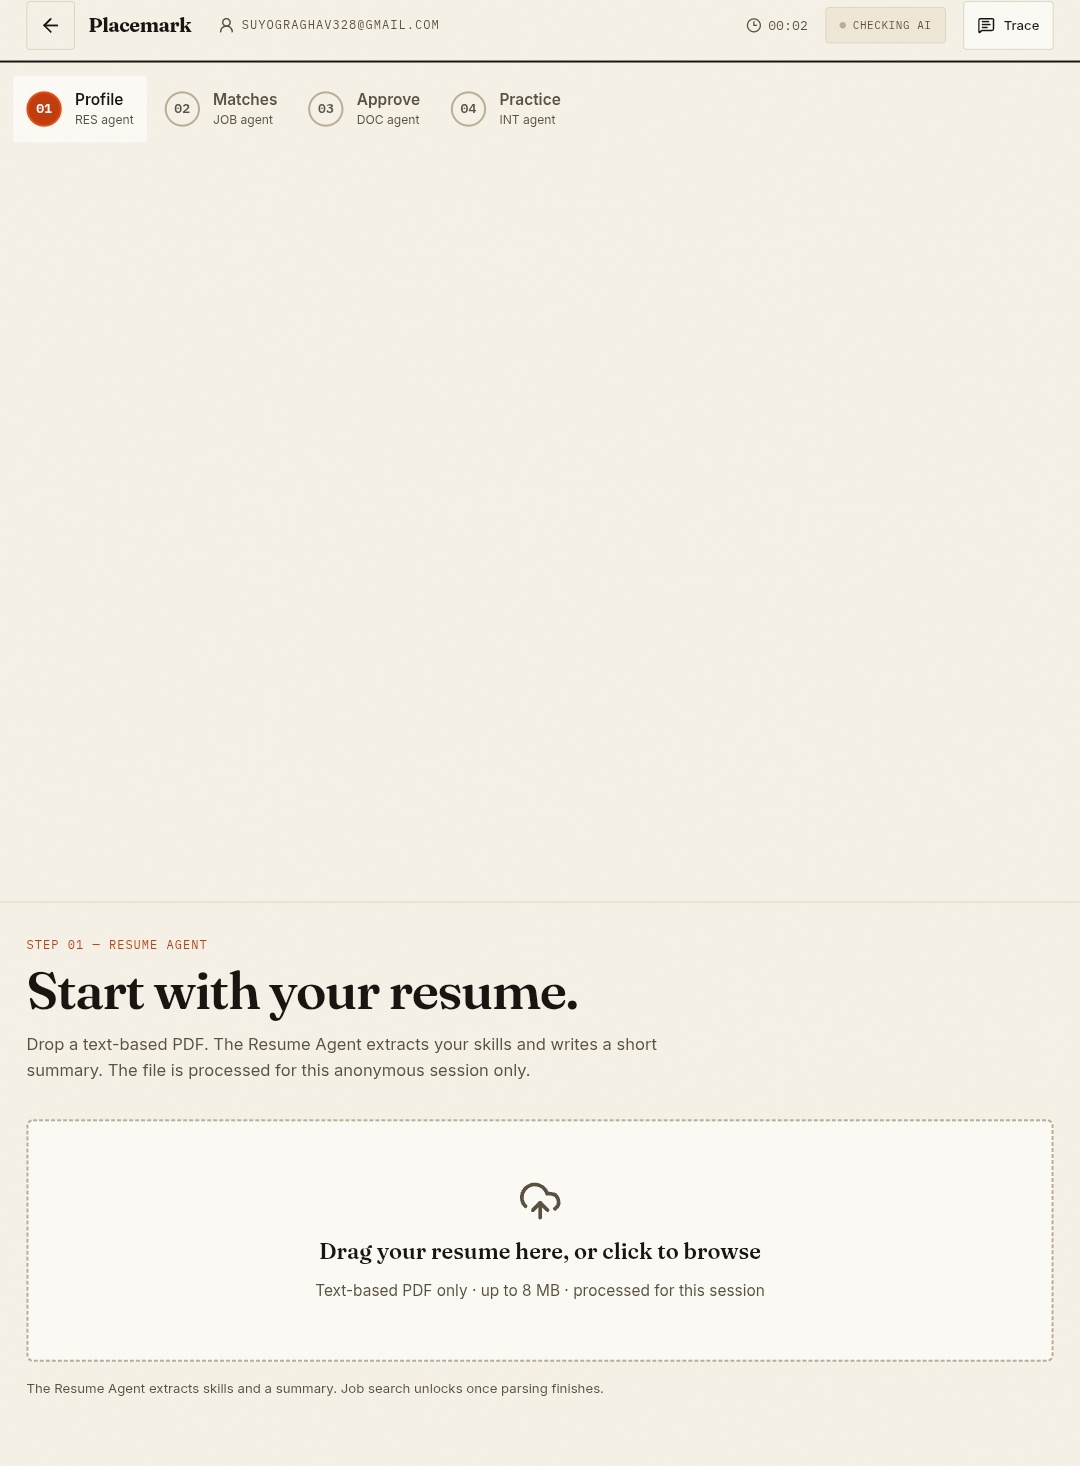 Placemark
SUYOGRAGHAV328@GMAIL.COM
00:02
CHECKING AI
Trace
01
Profile
RES agent
02
Matches
JOB agent
03
Approve
DOC agent
04
Practice
INT agent
STEP 01 — RESUME AGENT
Start with your resume.
Drop a text-based PDF. The Resume Agent extracts your skills and writes a short
summary. The file is processed for this anonymous session only.
Drag your resume here, or click to browse
Text-based PDF only · up to 8 MB · processed for this session
The Resume Agent extracts skills and a summary. Job search unlocks once parsing finishes.